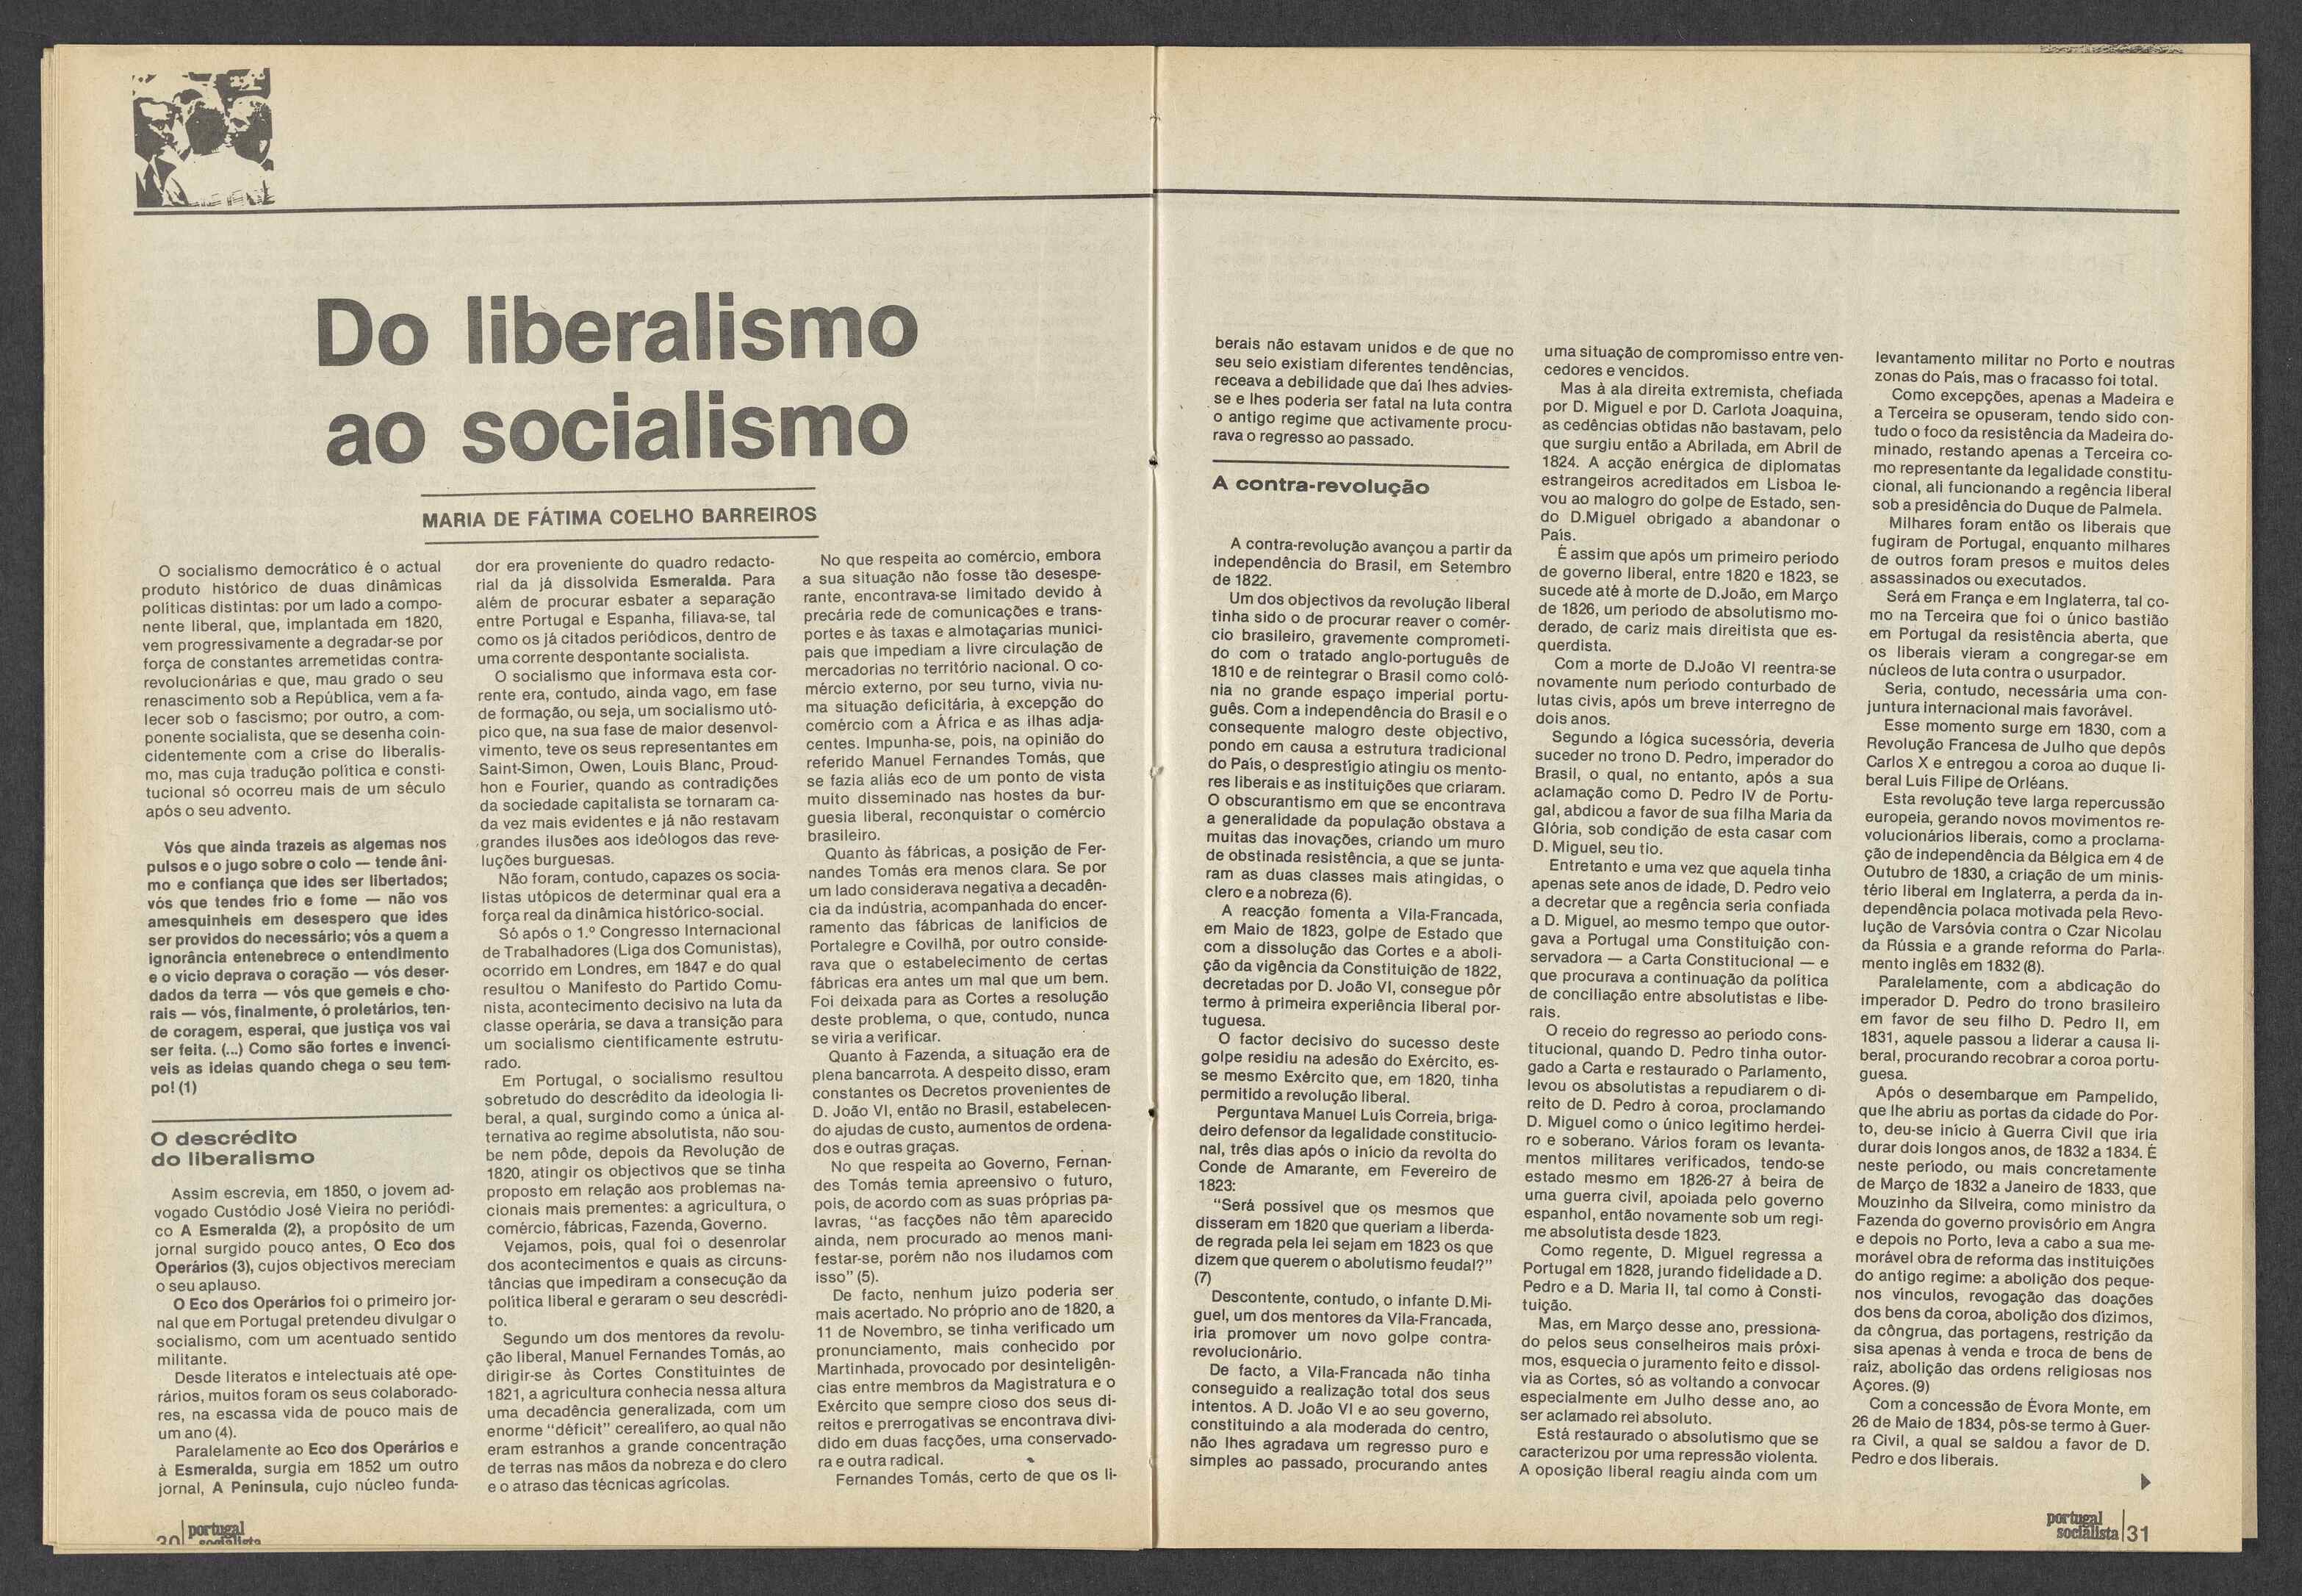 Do liberalismo
ao socialismo
MARIA DE FÁTIMA COELHO BARREIROS
O socialismo democrático é o actual
produto histórico de duas dinâmicas
políticas distintas: por um lado a compo-
nente liberal, que, implantada em 1820,
vem progressivamente a degradar-se por
força de constantes arremetidas contra-
revolucionárias e que, mau grado o seu
renascimento sob a República, vem a fa-
lecer sob o fascismo; por outro, a com-
ponente socialista, que se desenha coin-
cidentemente com a crise do liberalis-
mo, mas cuja tradução política e consti-
tucional só ocorreu mais de um século
após o seu advento.
Vós que ainda trazeis as algemas nos
pulsos e o jugo sobre o colo — tende âni-
mo e confiança que ides ser libertados;
vós que tendes frio e fome — não vos
amesquinheis em desespero que ides
ser providos do necessário; vós a quem a
ignorância entenebrece o entendimento
e o vício deprava o coração — vós deser-
dados da terra — vós que gemeis e cho-
rais — vós, finalmente, ó proletários, ten-
de coragem, esperai, que justiça vos vai
ser feita. (...) Como são fortes e invencí-
veis as ideias quando chega o seu tem-
po! (1)
O descrédito
do liberalismo
Assim escrevia, em 1850, o jovem ad-
vogado Custódio José Vieira no periódi-
co A Esmeralda (2), a propósito de um
jornal surgido pouco antes, O Eco dos
Operários (3), cujos objectivos mereciam
o seu aplauso.
O Eco dos Operários foi o primeiro jor-
nal que em Portugal pretendeu divulgar o
socialismo, com um acentuado sentido
militante.
Desde literatos e intelectuais até ope-
rários, muitos foram os seus colaborado-
res, na escassa vida de pouco mais de
um ano (4).
Paralelamente ao Eco dos Operários e
à Esmeralda, surgia em 1852 um outro
jornal, A Península, cujo núcleo funda-
dor era proveniente do quadro redacto-
rial da já dissolvida Esmeralda. Para
além de procurar esbater a separação
entre Portugal e Espanha, filiava-se, tal
como os já citados periódicos, dentro de
uma corrente despontante socialista.
O socialismo que informava esta cor-
rente era, contudo, ainda vago, em fase
de formação, ou seja, um socialismo utó-
pico que, na sua fase de maior desenvol-
vimento, teve os seus representantes em
Saint-Simon, Owen, Louis Blanc, Proud-
hon e Fourier, quando as contradições
da sociedade capitalista se tornaram ca-
da vez mais evidentes e já não restavam
grandes ilusões aos ideólogos das reve-
luções burguesas.
Não foram, contudo, capazes os socia-
listas utópicos de determinar qual era a
força real da dinâmica histórico-social.
Só após o 1.º Congresso Internacional
de Trabalhadores (Liga dos Comunistas),
ocorrido em Londres, em 1847 e do qual
resultou o Manifesto do Partido Comu-
nista, acontecimento decisivo na luta da
classe operária, se dava a transição para
um socialismo cientificamente estrutu-
rado.
Em Portugal, o socialismo resultou
sobretudo do descrédito da ideologia li-
beral, a qual, surgindo como a única al-
ternativa ao regime absolutista, não sou-
be nem pôde, depois da Revolução de
1820, atingir os objectivos que se tinha
proposto em relação aos problemas na-
cionais mais prementes: a agricultura, o
comércio, fábricas, Fazenda, Governo.
Vejamos, pois, qual foi o desenrolar
dos acontecimentos e quais as circuns-
tâncias que impediram a consecução da
política liberal e geraram o seu descrédi-
to.
Segundo um dos mentores da revolu-
ção liberal, Manuel Fernandes Tomás, ao
dirigir-se às Cortes Constituintes de
1821, a agricultura conhecia nessa altura
uma decadência generalizada, com um
enorme "déficit" cerealífero, ao qual não
eram estranhos a grande concentração
de terras nas mãos da nobreza e do clero
e o atraso das técnicas agrícolas.
No que respeita ao comércio, embora
a sua situação não fosse tão desespe-
rante, encontrava-se limitado devido à
precária rede de comunicações e trans-
portes e às taxas e almotaçarias munici-
pais que impediam a livre circulação de
mercadorias no território nacional. O co-
mércio externo, por seu turno, vivia nu-
ma situação deficitária, à excepção do
comércio com a África e as ilhas adja-
centes. Impunha-se, pois, na opinião do
referido Manuel Fernandes Tomás, que
se fazia aliás eco de um ponto de vista
muito disseminado nas hostes da bur-
guesia liberal, reconquistar o comércio
brasileiro.
Quanto às fábricas, a posição de Fer-
nandes Tomás era menos clara. Se por
um lado considerava negativa a decadên-
cia da indústria, acompanhada do encer-
ramento das fábricas de lanifícios de
Portalegre e Covilhã, por outro conside-
rava que o estabelecimento de certas
fábricas era antes um mal que um bem.
Foi deixada para as Cortes a resolução
deste problema, o que, contudo, nunca
se viria a verificar.
Quanto à Fazenda, a situação era de
plena bancarrota. A despeito disso, eram
constantes os Decretos provenientes de
D. João VI, então no Brasil, estabelecen-
do ajudas de custo, aumentos de ordena-
dos e outras graças.
No que respeita ao Governo, Fernan-
des Tomás temia apreensivo o futuro,
pois, de acordo com as suas próprias pa-
lavras, "as facções não têm aparecido
ainda, nem procurado ao menos mani-
festar-se, porém não nos iludamos com
isso" (5).
De facto, nenhum juízo poderia ser
mais acertado. No próprio ano de 1820, a
11 de Novembro, se tinha verificado um
pronunciamento, mais conhecido por
Martinhada, provocado por desinteligên-
cias entre membros da Magistratura e o
Exército que sempre cioso dos seus di-
reitos e prerrogativas se encontrava divi-
dido em duas facções, uma conservado-
ra e outra radical.
Fernandes Tomás, certo de que os li-
30 portugal
socialista
berais não estavam unidos e de que no
seu seio existiam diferentes tendências,
receava a debilidade que daí lhes advies-
se e lhes poderia ser fatal na luta contra
o antigo regime que activamente procu-
rava o regresso ao passado.
A contra-revolução
A contra-revolução avançou a partir da
independência do Brasil, em Setembro
de 1822.
Um dos objectivos da revolução liberal
tinha sido o de procurar reaver o comér-
cio brasileiro, gravemente comprometi-
do com o tratado anglo-português de
1810 e de reintegrar o Brasil como coló-
nia no grande espaço imperial portu-
guês. Com a independência do Brasil e o
consequente malogro deste objectivo,
pondo em causa a estrutura tradicional
do País, o desprestígio atingiu os mento-
res liberais e as instituições que criaram.
O obscurantismo em que se encontrava
a generalidade da população obstava a
muitas das inovações, criando um muro
de obstinada resistência, a que se junta-
ram as duas classes mais atingidas, o
clero e a nobreza (6).
A reacção fomenta a Vila-Francada,
em Maio de 1823, golpe de Estado que
com a dissolução das Cortes e a aboli-
ção da vigência da Constituição de 1822,
decretadas por D. João VI, consegue pôr
termo à primeira experiência liberal por-
tuguesa.
O factor decisivo do sucesso deste
golpe residiu na adesão do Exército, es-
se mesmo Exército que, em 1820, tinha
permitido a revolução liberal.
Perguntava Manuel Luís Correia, briga-
deiro defensor da legalidade constitucio-
nal, três dias após o início da revolta do
Conde de Amarante, em Fevereiro de
1823:
"Será possível que os mesmos que
disseram em 1820 que queriam a liberda-
de regrada pela lei sejam em 1823 os que
dizem que querem o abolutismo feudal?"
(7)
Descontente, contudo, o infante D.Mi-
guel, um dos mentores da Vila-Francada,
iria promover um novo golpe contra-
revolucionário.
De facto, a Vila-Francada não tinha
conseguido a realização total dos seus
intentos. A D. João VI e ao seu governo,
constituindo a ala moderada do centro,
não lhes agradava um regresso puro e
simples ao passado, procurando antes
uma situação de compromisso entre ven-
cedores e vencidos.
Mas à ala direita extremista, chefiada
por D. Miguel e por D. Carlota Joaquina,
as cedências obtidas não bastavam, pelo
que surgiu então a Abrilada, em Abril de
1824. A acção enérgica de diplomatas
estrangeiros acreditados em Lisboa le-
vou ao malogro do golpe de Estado, sen-
do D.Miguel obrigado a abandonar o
País.
É assim que após um primeiro período
de governo liberal, entre 1820 e 1823, se
sucede até à morte de D.João, em Março
de 1826, um período de absolutismo mo-
derado, de cariz mais direitista que es-
querdista.
Com a morte de D.João VI reentra-se
novamente num período conturbado de
lutas civis, após um breve interregno de
dois anos.
Segundo a lógica sucessória, deveria
suceder no trono D. Pedro, imperador do
Brasil, o qual, no entanto, após a sua
aclamação como D. Pedro IV de Portu-
gal, abdicou a favor de sua filha Maria da
Glória, sob condição de esta casar com
D. Miguel, seu tio.
Entretanto e uma vez que aquela tinha
apenas sete anos de idade, D. Pedro veio
a decretar que a regência seria confiada
a D. Miguel, ao mesmo tempo que outor-
gava a Portugal uma Constituição con-
servadora — a Carta Constitucional — e
que procurava a continuação da política
de conciliação entre absolutistas e libe-
rais.
O receio do regresso ao período cons-
titucional, quando D. Pedro tinha outor-
gado a Carta e restaurado o Parlamento,
levou os absolutistas a repudiarem o di-
reito de D. Pedro à coroa, proclamando
D. Miguel como o único legítimo herdei-
ro e soberano. Vários foram os levanta-
mentos militares verificados, tendo-se
estado mesmo em 1826-27 à beira de
uma guerra civil, apoiada pelo governo
espanhol, então novamente sob um regi-
me absolutista desde 1823.
Como regente, D. Miguel regressa a
Portugal em 1828, jurando fidelidade a D.
Pedro e a D. Maria II, tal como à Consti-
tuição.
Mas, em Março desse ano, pressiona-
do pelos seus conselheiros mais próxi-
mos, esquecia o juramento feito e dissol-
via as Cortes, só as voltando a convocar
especialmente em Julho desse ano, ao
ser aclamado rei absoluto.
Está restaurado o absolutismo que se
caracterizou por uma repressão violenta.
A oposição liberal reagiu ainda com um
levantamento militar no Porto e noutras
zonas do País, mas o fracasso foi total.
Como excepções, apenas a Madeira e
a Terceira se opuseram, tendo sido con-
tudo o foco da resistência da Madeira do-
minado, restando apenas a Terceira co-
mo representante da legalidade constitu-
cional, ali funcionando a regência liberal
sob a presidência do Duque de Palmela.
Milhares foram então os liberais que
fugiram de Portugal, enquanto milhares
de outros foram presos e muitos deles
assassinados ou executados.
Será em França e em Inglaterra, tal co-
mo na Terceira que foi o único bastião
em Portugal da resistência aberta, que
os liberais vieram a congregar-se em
núcleos de luta contra o usurpador.
Seria, contudo, necessária uma con-
juntura internacional mais favorável.
Esse momento surge em 1830, com a
Revolução Francesa de Julho que depôs
Carlos X e entregou a coroa ao duque li-
beral Luís Filipe de Orléans.
Esta revolução teve larga repercussão
europeia, gerando novos movimentos re-
volucionários liberais, como a proclama-
ção de independência da Bélgica em 4 de
Outubro de 1830, a criação de um minis-
tério liberal em Inglaterra, a perda da in-
dependência polaca motivada pela Revo-
lução de Varsóvia contra o Czar Nicolau
da Rússia e a grande reforma do Parla-
mento inglês em 1832 (8).
Paralelamente, com a abdicação do
imperador D. Pedro do trono brasileiro
em favor de seu filho D. Pedro II, em
1831, aquele passou a liderar a causa li-
beral, procurando recobrar a coroa portu-
guesa.
Após o desembarque em Pampelido,
que lhe abriu as portas da cidade do Por-
to, deu-se início à Guerra Civil que iria
durar dois longos anos, de 1832 a 1834. É
neste período, ou mais concretamente
de Março de 1832 a Janeiro de 1833, que
Mouzinho da Silveira, como ministro da
Fazenda do governo provisório em Angra
e depois no Porto, leva a cabo a sua me-
morável obra de reforma das instituições
do antigo regime: a abolição dos peque-
nos vínculos, revogação das doações
dos bens da coroa, abolição dos dízimos,
da côngrua, das portagens, restrição da
sisa apenas à venda e troca de bens de
raíz, abolição das ordens religiosas nos
Açores. (9)
Com a concessão de Évora Monte, em
26 de Maio de 1834, pôs-se termo à Guer-
ra Civil, a qual se saldou a favor de D.
Pedro e dos liberais.
portugal
socialista 31